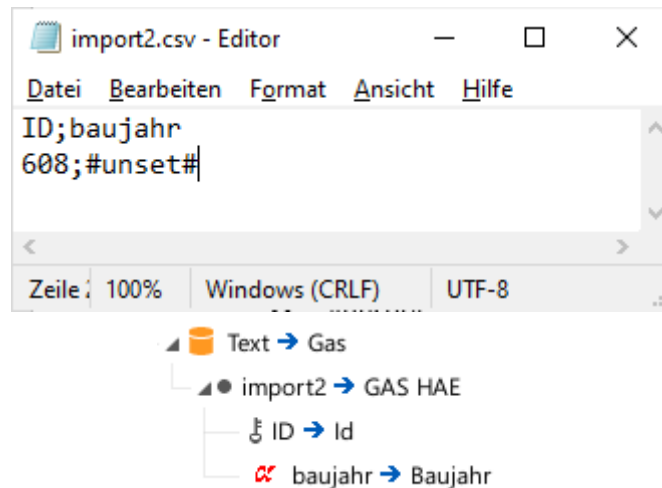 import2.csv - Editor
Datei Bearbeiten Format Ansicht Hilfe
ID;baujahr
608;#unset#
Zeile 100% Windows (CRLF) UTF-8
Text → Gas
import2 → GAS HAE
ID → Id
baujahr → Baujahr